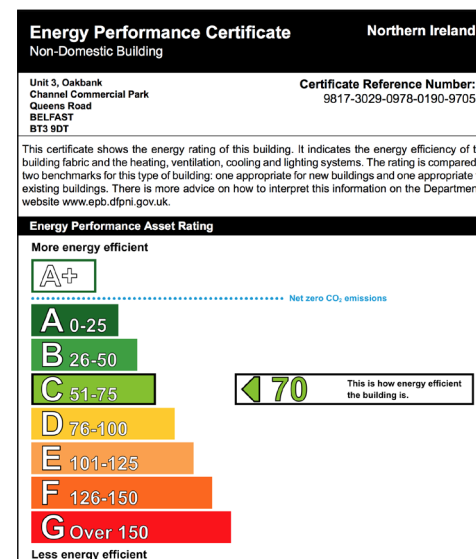 Energy Performance Certificate
Northern Ireland
Non-Domestic Building
Unit 3, Oakbank
Channel Commercial Park
Queens Road
BELFAST
BT3 9DT
Certificate Reference Number:
9817-3029-0978-0190-9705
This certificate shows the energy rating of this building. It indicates the energy efficiency of
building fabric and the heating, ventilation, cooling and lighting systems. The rating is compared
two benchmarks for this type of building: one appropriate for new buildings and one appropriate
existing buildings. There is more advice on how to interpret this information on the
website www.epb.dfpni.gov.uk.
Energy Performance Asset Rating
More energy efficient
A+
Net zero CO₂ emissions
A 0-25
B 26-50
C 51-75
70
This is how energy efficient
the building is.
D 76-100
E 101-125
F 126-150
G Over 150
Less energy efficient